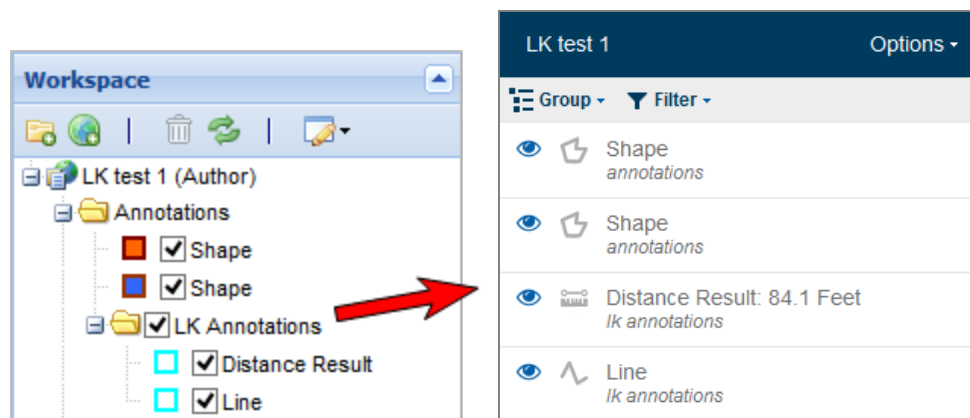 Workspace
LK test 1 (Author)
Annotations
Shape
Shape
LK Annotations
Distance Result
Line
LK test 1 Options
Group Filter
Shape
annotations
Shape
annotations
Distance Result: 84.1 Feet
lk annotations
Line
lk annotations